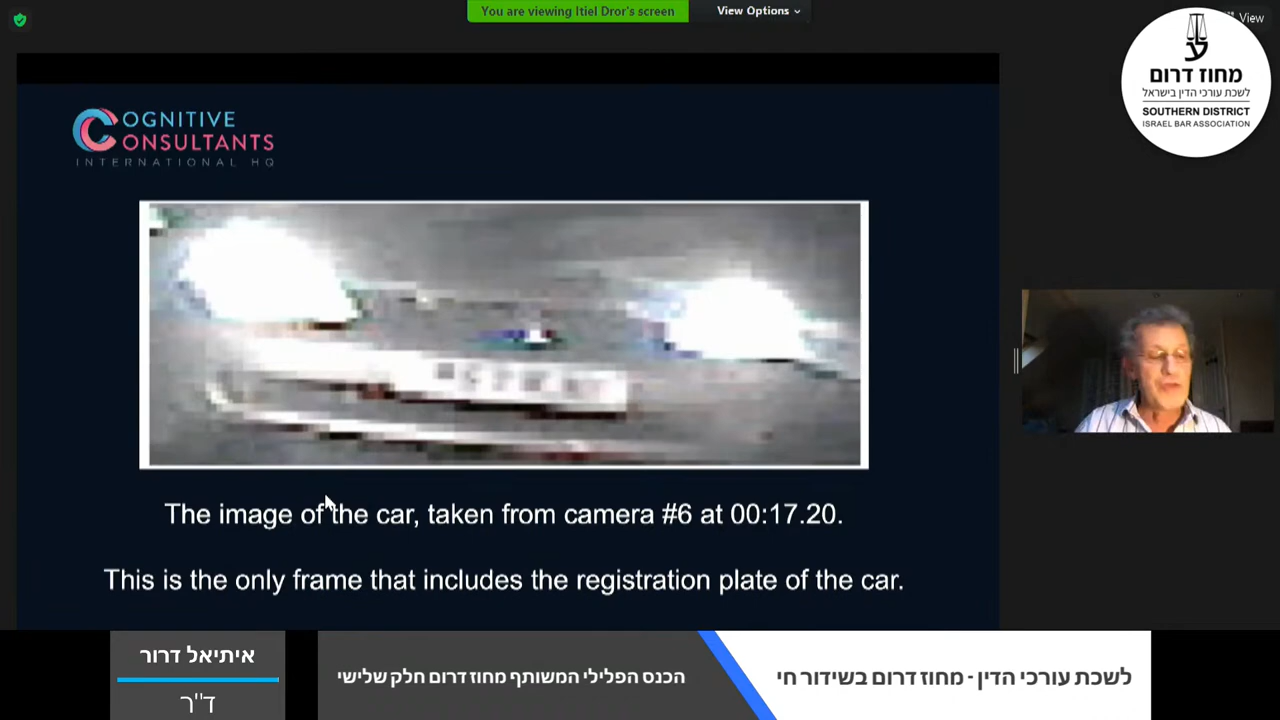 You are viewing Itiel Dror's screen
View Options
View
מחוז דרום
לשכת עורכי הדין בישראל
SOUTHERN DISTRICT
ISRAEL BAR ASSOCIATION
COGNITIVE
CONSULTANTS
INTERNATIONAL HQ
The image of the car, taken from camera #6 at 00:17.20.
This is the only frame that includes the registration plate of the car.
איתיאל דרור
ד"ר
הכנס הפלילי המשותף מחוז דרום חלק שלישי
לשכת עורכי הדין - מחוז דרום בשידור חי